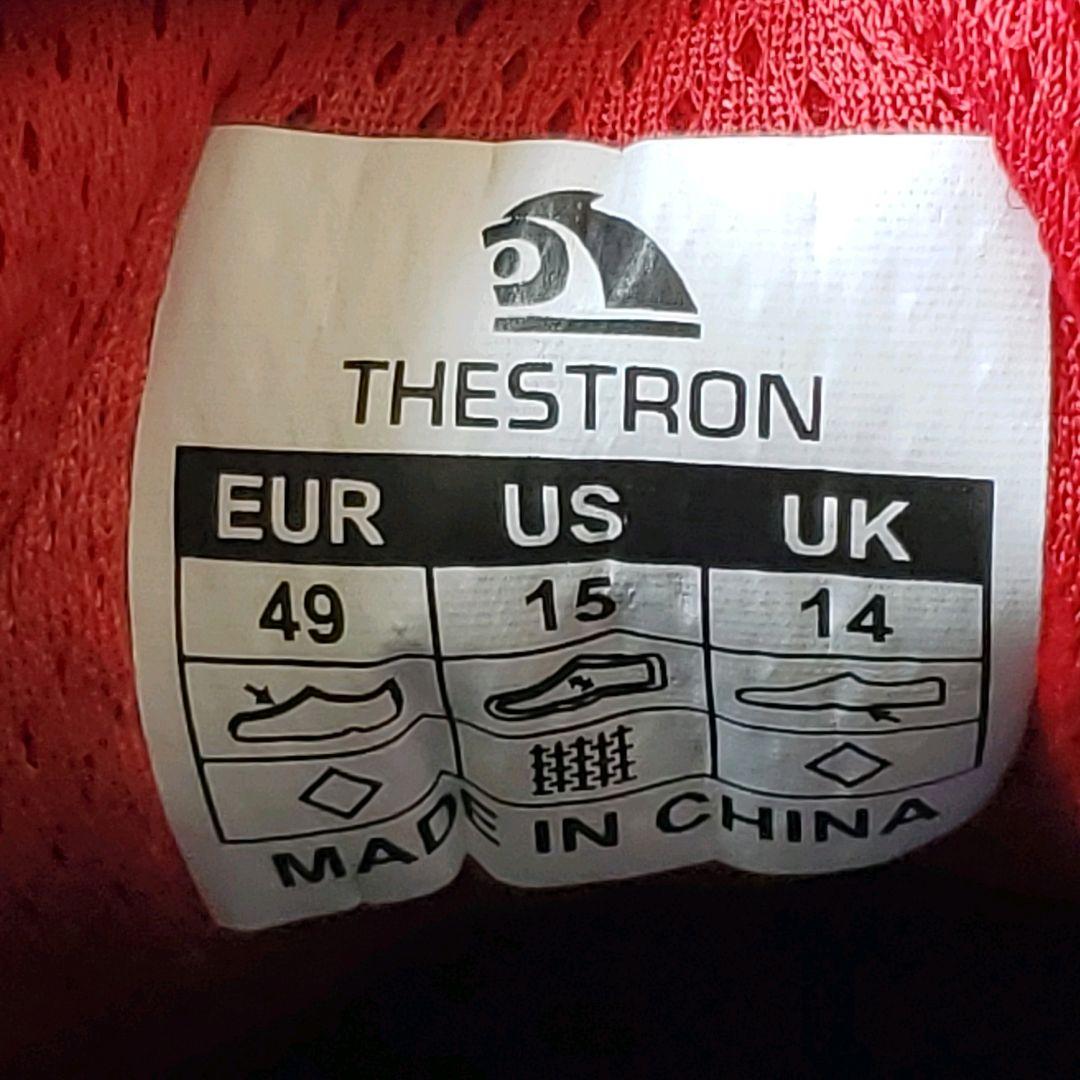 THESTRON
EUR US UK
49 15 14
MADE IN CHINA